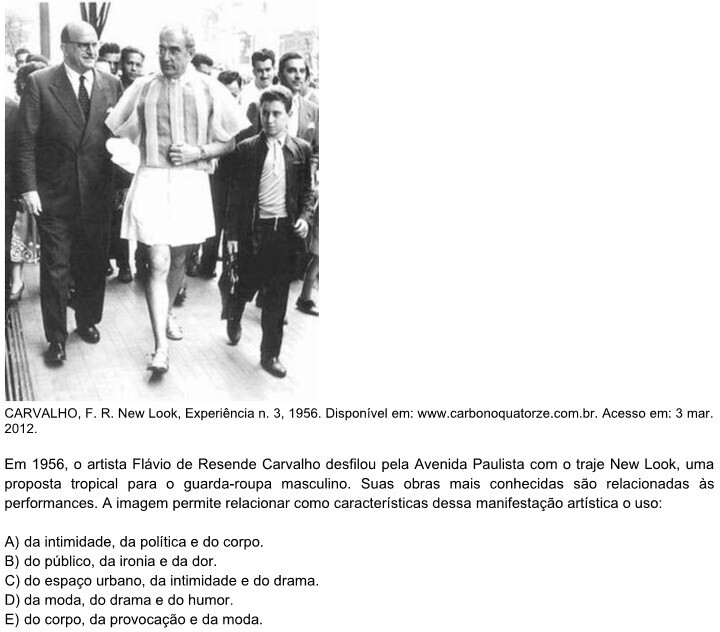 CARVALHO, F. R. New Look, Experiência n. 3, 1956. Disponível em: www.carbonoquatorze.com.br. Acesso em: 3 mar.
2012.
Em 1956, o artista Flávio de Resende Carvalho desfilou pela Avenida Paulista com o traje New Look, uma
proposta tropical para o guarda-roupa masculino. Suas obras mais conhecidas são relacionadas às
performances. A imagem permite relacionar como características dessa manifestação artística o uso:
A) da intimidade, da política e do corpo.
B) do público, da ironia e da dor.
C) do espaço urbano, da intimidade e do drama.
D) da moda, do drama e do humor.
E) do corpo, da provocação e da moda.